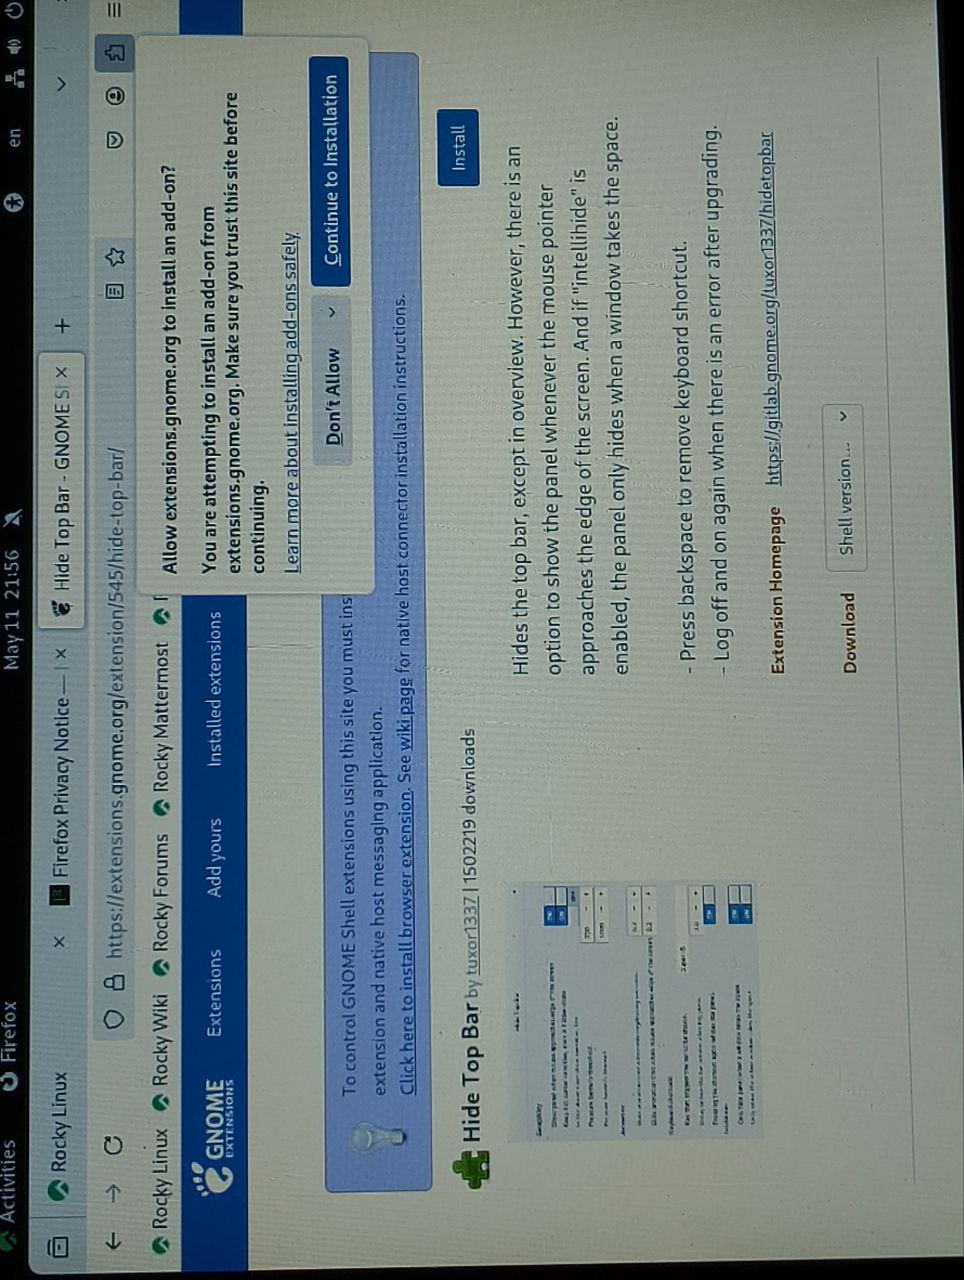 Activities
Firefox
May 11 21:56
en
Rocky Linux
Firefox Privacy Notice —
Hide Top Bar - GNOME S
https://extensions.gnome.org/extension/545/hide-top-bar/
Rocky Linux
Rocky Wiki
Rocky Forums
Rocky Mattermost
Allow extensions.gnome.org to install an add-on?
You are attempting to install an add-on from
extensions.gnome.org. Make sure you trust this site before
continuing.
Learn more about installing add-ons safely
Don't Allow
Continue to Installation
GNOME
EXTENSIONS
Extensions
Add yours
Installed extensions
To control GNOME Shell extensions using this site you must ins
extension and native host messaging application.
Click here to install browser extension. See wiki page for native host connector installation instructions.
Hide Top Bar by tuxor1337 | 1502219 downloads
Install
Hides the top bar, except in overview. However, there is an
option to show the panel whenever the mouse pointer
approaches the edge of the screen. And if "intellihide" is
enabled, the panel only hides when a window takes the space.
- Press backspace to remove keyboard shortcut.
- Log off and on again when there is an error after upgrading.
Extension Homepage https://gitlab.gnome.org/tuxor1337/hidetopbar
Download Shell version...